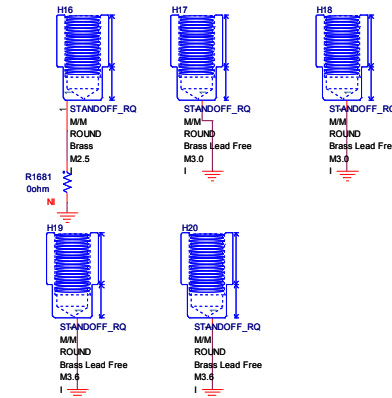 H16
STANDOFF_RQ
1
M/M
ROUND
Brass
M2.5
I
R1681
0ohm
NI
H17
STANDOFF_RQ
M/M
ROUND
Brass Lead Free
M3.0
I
H18
STANDOFF_RQ
M/M
ROUND
Brass Lead Free
M3.0
I
H19
STANDOFF_RQ
M/M
ROUND
Brass Lead Free
M3.6
I
H20
STANDOFF_RQ
M/M
ROUND
Brass Lead Free
M3.6
I